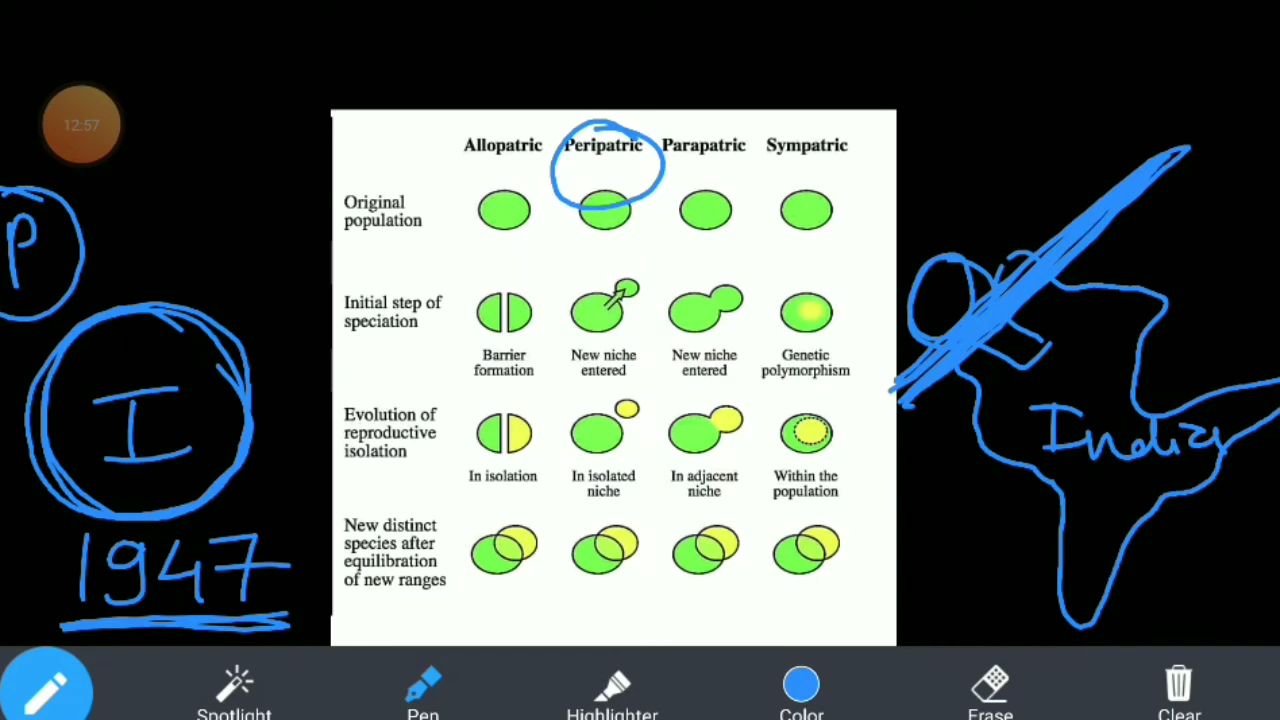 12:57
Allopatric Peripatric Parapatric Sympatric
Original
population
Initial step of
speciation
Barrier
formation
New niche
entered
New niche
entered
Genetic
polymorphism
Evolution of
reproductive
isolation
In isolation
In isolated
niche
In adjacent
niche
Within the
population
New distinct
species after
equilibration
of new ranges
P
I
1947
India
Spotlight Pen Highlighter Color Erase Clear